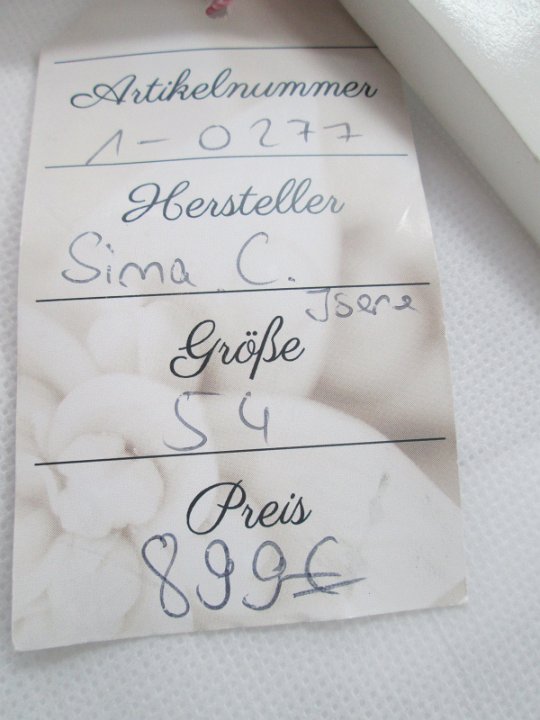 Artikelnummer
1-0277
Hersteller
Sima C.
Isere
Größe
54
Preis
899€